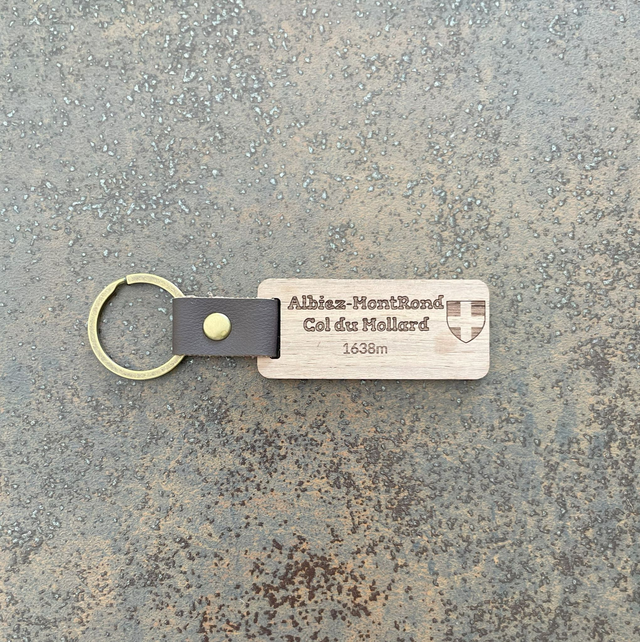 Albiez-MontRond
Col du Mollard
1638m